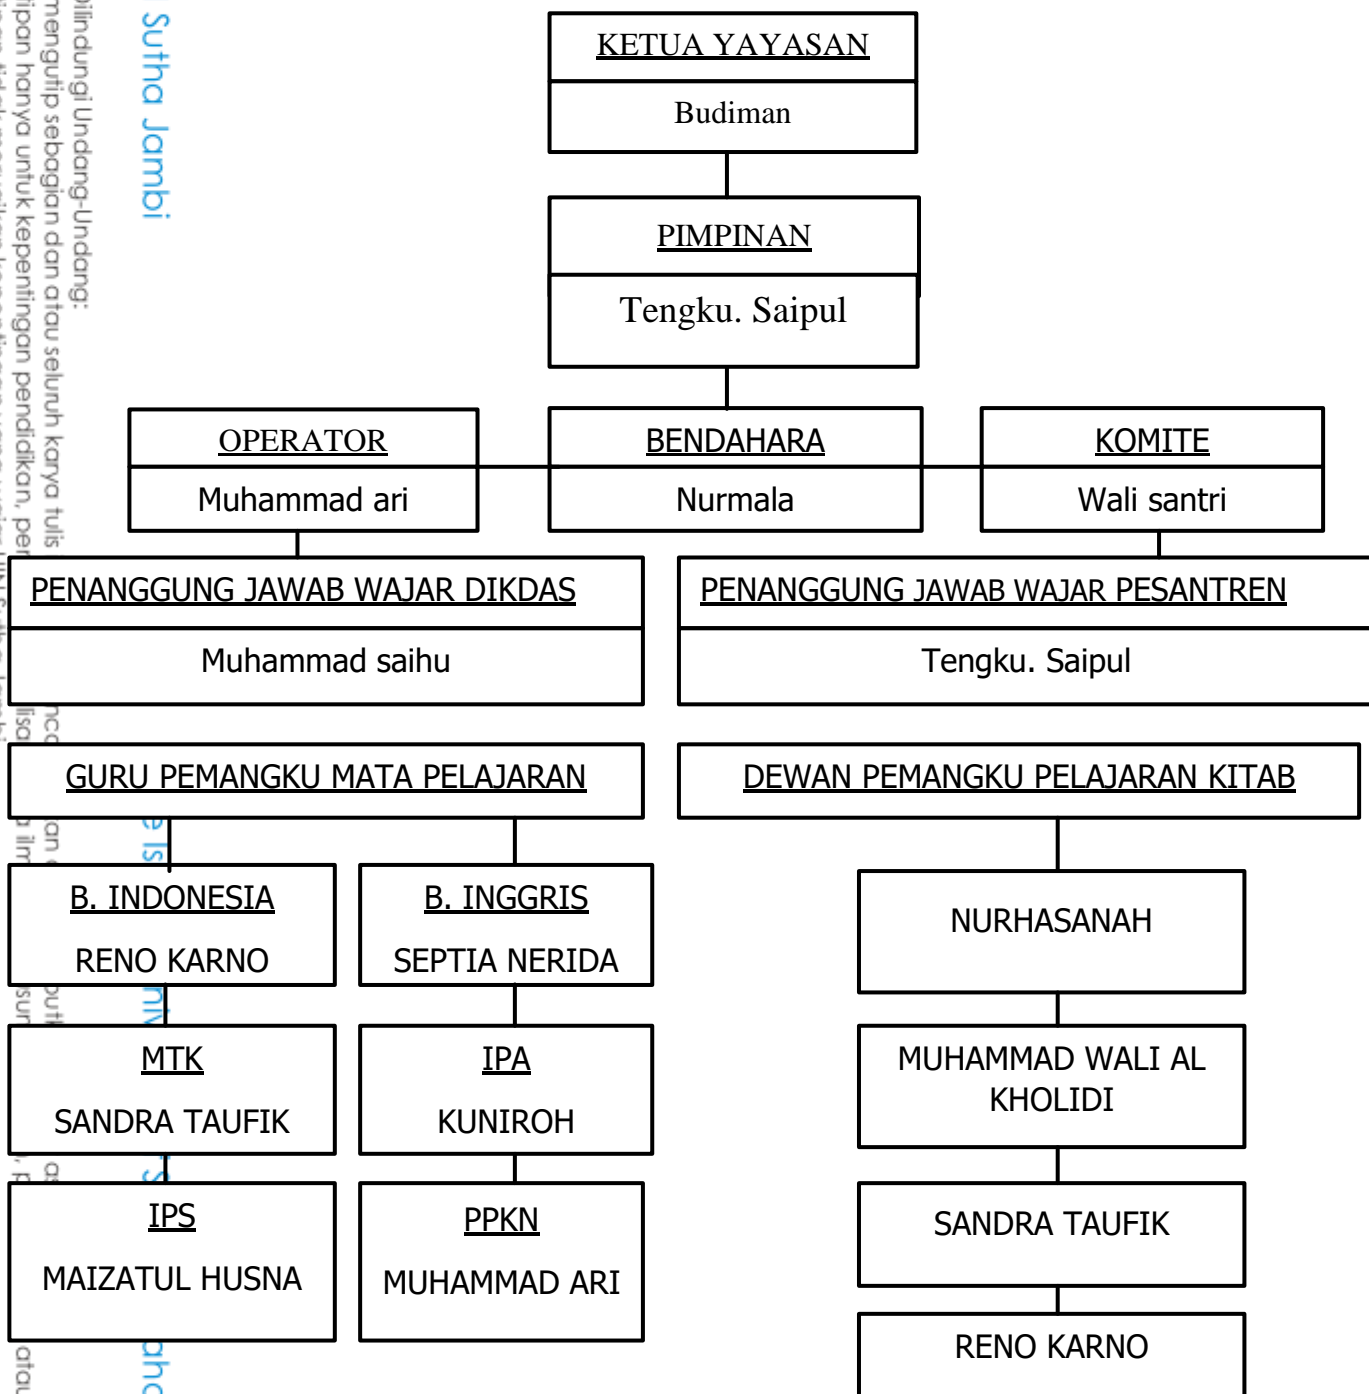 KETUA YAYASAN
Budiman
PIMPINAN
Tengku. Saipul
OPERATOR
Muhammad ari
BENDAHARA
Nurmala
KOMITE
Wali santri
PENANGGUNG JAWAB WAJAR DIKDAS
Muhammad saihu
PENANGGUNG JAWAB WAJAR PESANTREN
Tengku. Saipul
GURU PEMANGKU MATA PELAJARAN
DEWAN PEMANGKU PELAJARAN KITAB
B. INDONESIA
RENO KARNO
B. INGGRIS
SEPTIA NERIDA
NURHASANAH
MTK
SANDRA TAUFIK
IPA
KUNIROH
MUHAMMAD WALI AL
KHOLIDI
IPS
MAIZATUL HUSNA
PPKN
MUHAMMAD ARI
SANDRA TAUFIK
RENO KARNO
Sutha Jambi
Dilindungi Undang-Undang:
mengutip sebagian dan atau seluruh karya tulis
hanya untuk kepentingan pendidikan,
atau